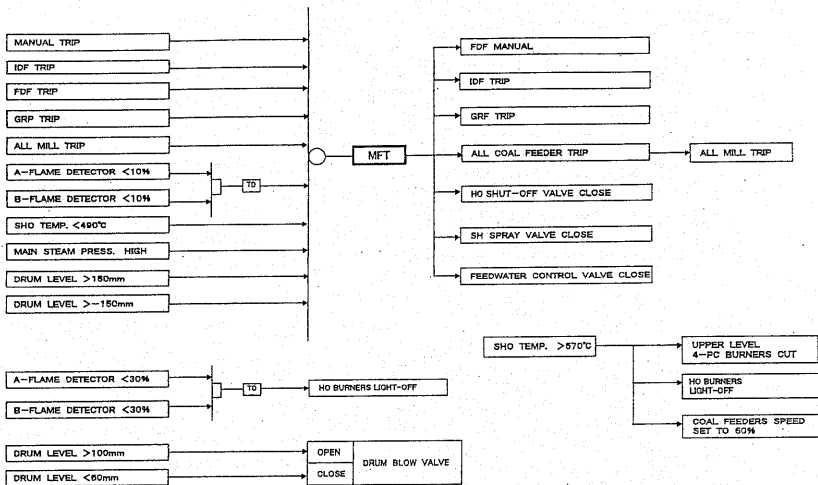 MANUAL TRIP
IDF TRIP
FDF TRIP
GRP TRIP
ALL MILL TRIP
A-FLAME DETECTOR <10%
B-FLAME DETECTOR <10%
TD
SHO TEMP. <490°C
MAIN STEAM PRESS. HIGH
DRUM LEVEL >150mm
DRUM LEVEL >-150mm
MFT
FDF MANUAL
IDF TRIP
GRF TRIP
ALL COAL FEEDER TRIP
ALL MILL TRIP
HO SHUT-OFF VALVE CLOSE
SH SPRAY VALVE CLOSE
FEEDWATER CONTROL VALVE CLOSE
A-FLAME DETECTOR <30%
B-FLAME DETECTOR <30%
TD
HO BURNERS LIGHT-OFF
DRUM LEVEL >100mm
DRUM LEVEL <60mm
OPEN
CLOSE
DRUM BLOW VALVE
SHO TEMP. >570°C
UPPER LEVEL
4-PC BURNERS CUT
HO BURNERS
LIGHT-OFF
COAL FEEDERS SPEED
SET TO 60%